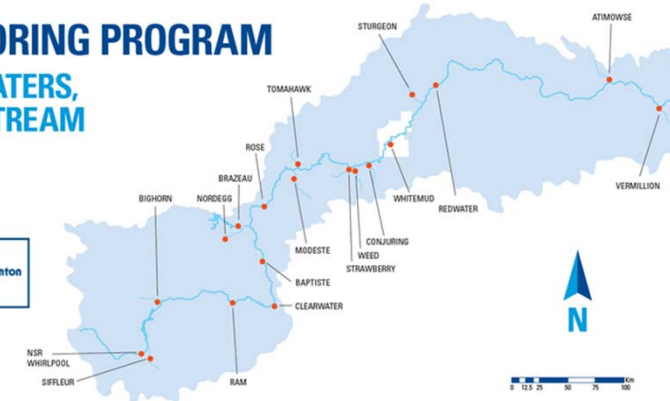 ORING PROGRAM
ATERS,
TREAM
STURGEON
ATIMOWSE
TOMAHAWK
ROSE
BRAZEAU
BIGHORN
NORDEGG
VERMILLION
WHITEMUD
REDWATER
CONJURING
WEED
STRAWBERRY
MODESTE
BAPTISTE
CLEARWATER
nton
NSR
WHIRLPOOL
SIFFLEUR
RAM
N
0 12.5 25 50 75 100 Km